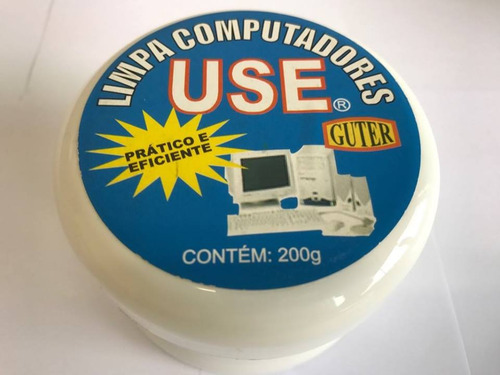 LIMPA COMPUTADORES
USE®
GUTER
PRÁTICO E
EFICIENTE
CONTÉM: 200g